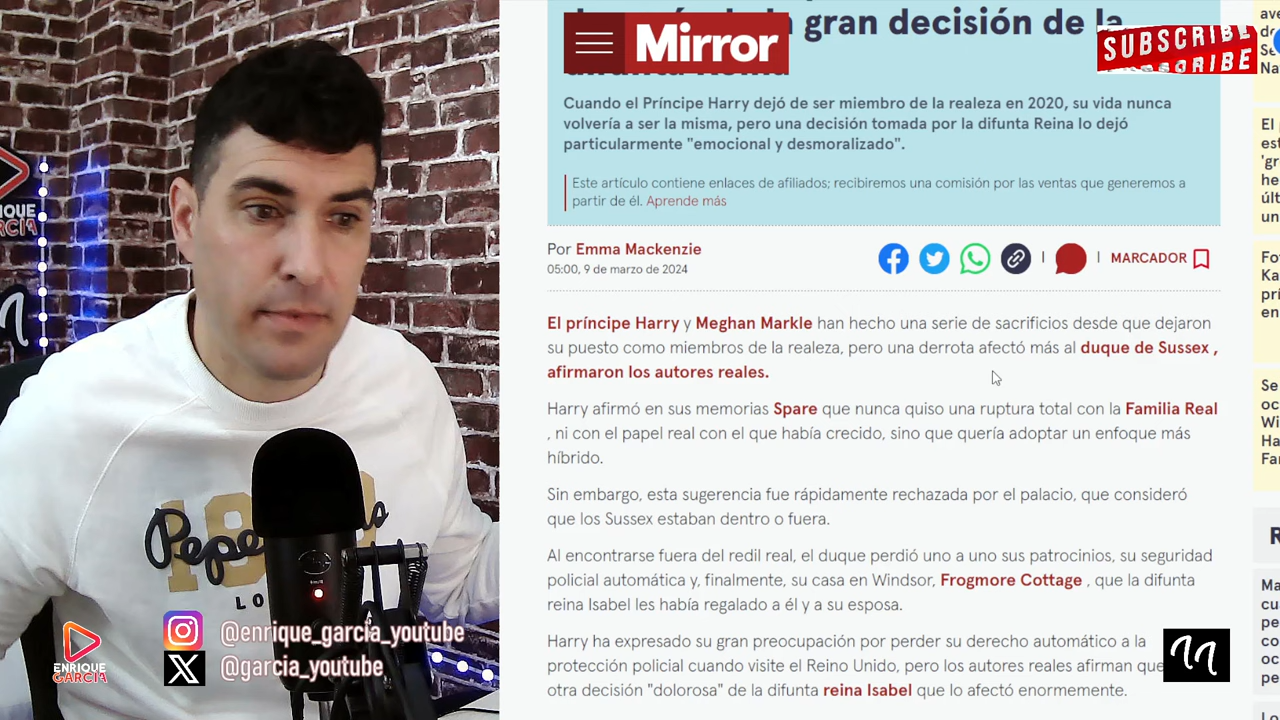 Mirror
gran decisión de la
SUBSCRIBE
Cuando el Príncipe Harry dejó de ser miembro de la realeza en 2020, su vida nunca
volvería a ser la misma, pero una decisión tomada por la difunta Reina lo dejó
particularmente "emocional y desmoralizado".
Este artículo contiene enlaces de afiliados; recibiremos una comisión por las ventas que generemos a
partir de él. Aprende más
Por Emma Mackenzie
05:00, 9 de marzo de 2024
MARCADOR
El príncipe Harry y Meghan Markle han hecho una serie de sacrificios desde que dejaron
su puesto como miembros de la realeza, pero una derrota afectó más al duque de Sussex ,
afirmaron los autores reales.
Harry afirmó en sus memorias Spare que nunca quiso una ruptura total con la Familia Real
, ni con el papel real con el que había crecido, sino que quería adoptar un enfoque más
híbrido.
Sin embargo, esta sugerencia fue rápidamente rechazada por el palacio, que consideró
que los Sussex estaban dentro o fuera.
Al encontrarse fuera del redil real, el duque perdió uno a uno sus patrocinios, su seguridad
policial automática y, finalmente, su casa en Windsor, Frogmore Cottage , que la difunta
reina Isabel les había regalado a él y a su esposa.
Harry ha expresado su gran preocupación por perder su derecho automático a la
protección policial cuando visite el Reino Unido, pero los autores reales afirman que
otra decisión "dolorosa" de la difunta reina Isabel que lo afectó enormemente.
@enrique_garcia_youtube
@garcia_youtube
ENRIQUE
GARCIA